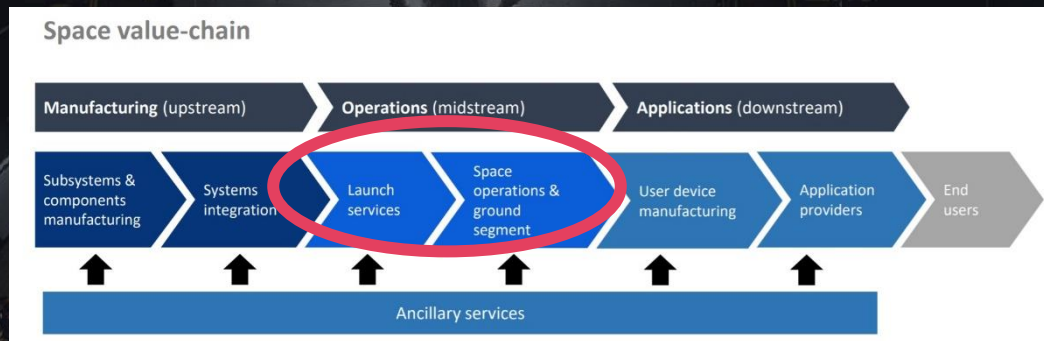 Space value-chain
Manufacturing (upstream)
Operations (midstream)
Applications (downstream)
Subsystems &
components
manufacturing
Systems
integration
Launch
services
Space
operations &
ground
segment
User device
manufacturing
Application
providers
End
users
Ancillary services